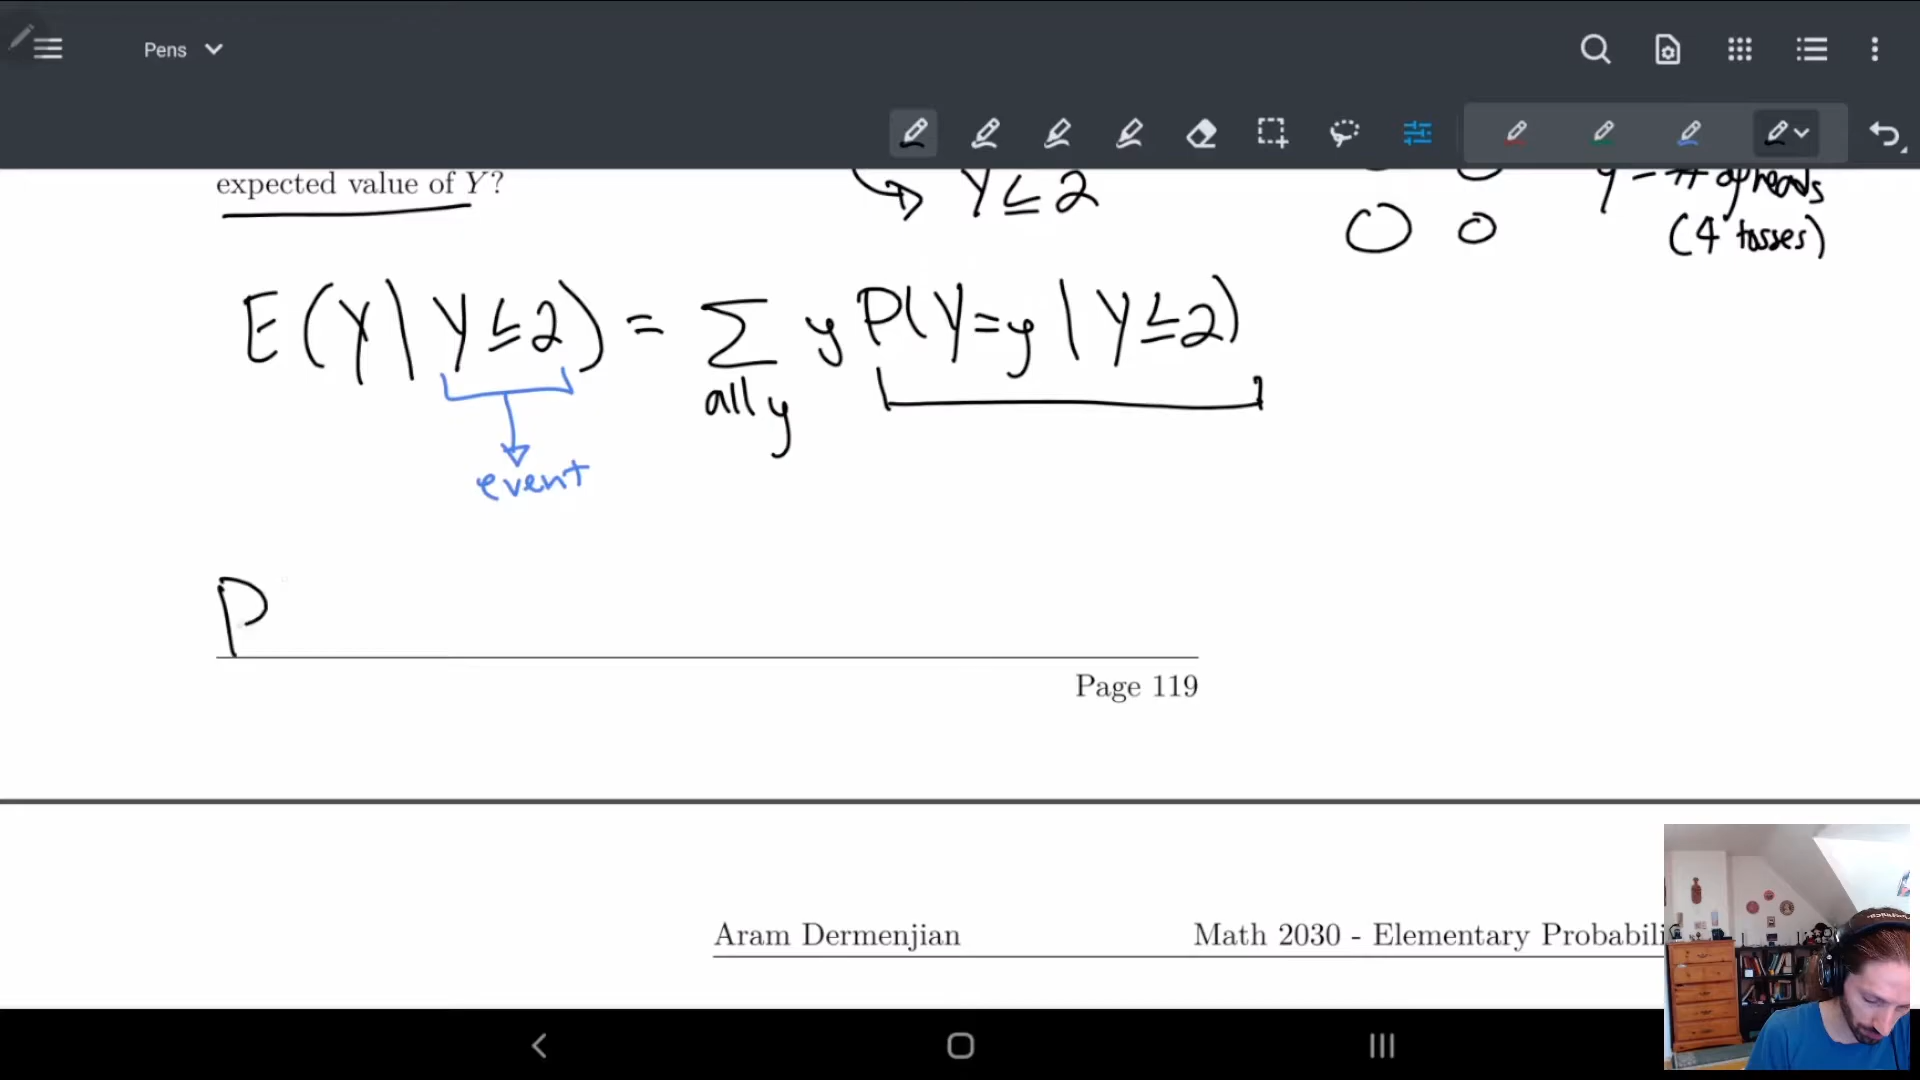 Pens
expected value of Y?
Y ≤ 2
Y - # of heads
(4 tosses)
E(Y | Y ≤ 2) = ∑ y P(Y = y | Y ≤ 2)
all y
event
P
Page 119
Aram Dermenjian
Math 2030 - Elementary Probabili